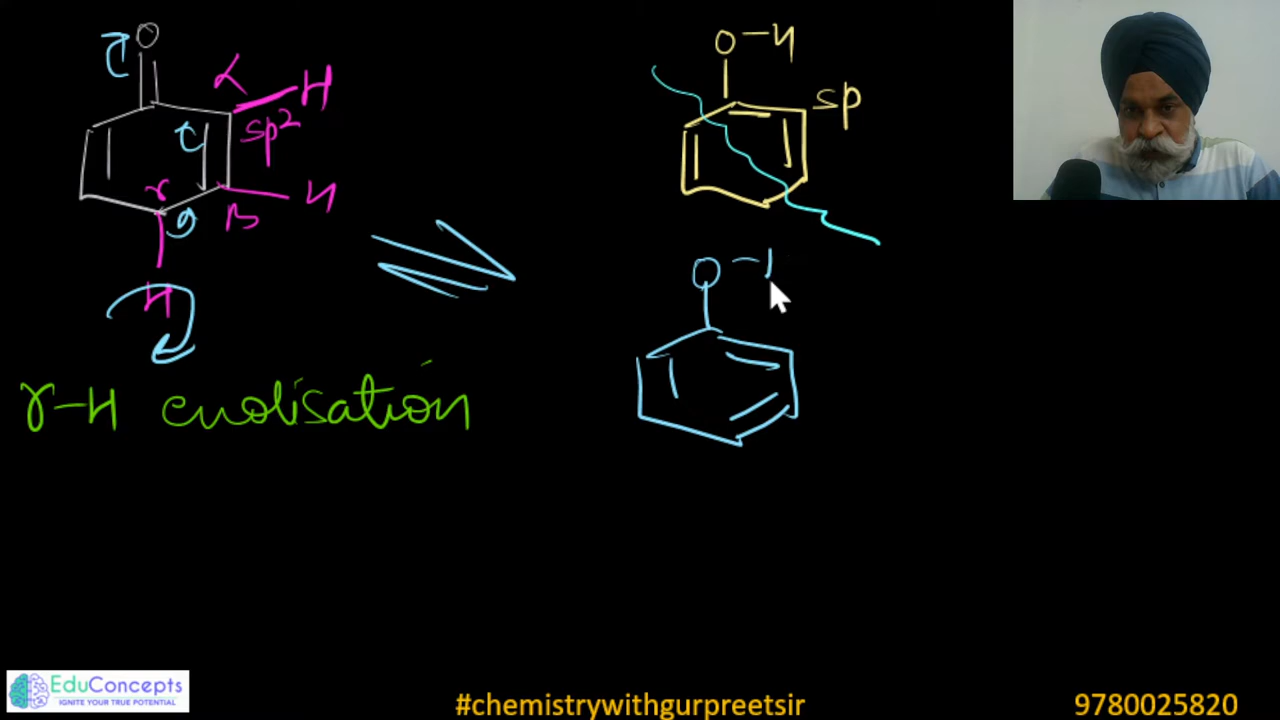 O
α H
sp²
γ
β H
H
γ-H enolisation
O-H
sp
O-
EduConcepts
IGNITE YOUR TRUE POTENTIAL
#chemistrywithgurpreetsir
9780025820